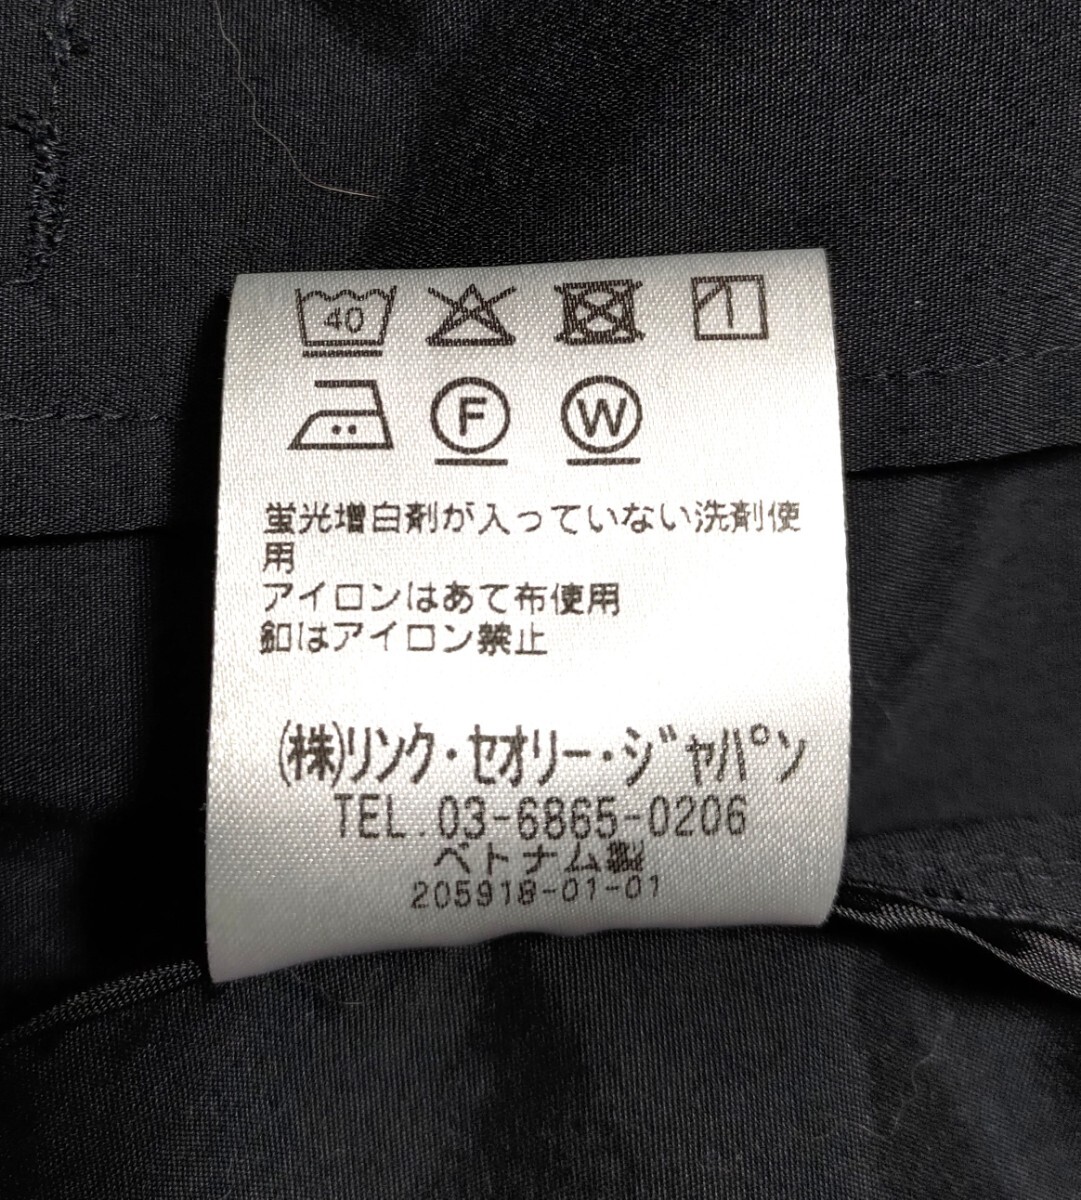 40
F W
蛍光増白剤が入っていない洗剤使
用
アイロンはあて布使用
釦はアイロン禁止
(株)リンク・セオリー・ジャパン
TEL.03-6865-0206
ベトナム製
205918-01-01